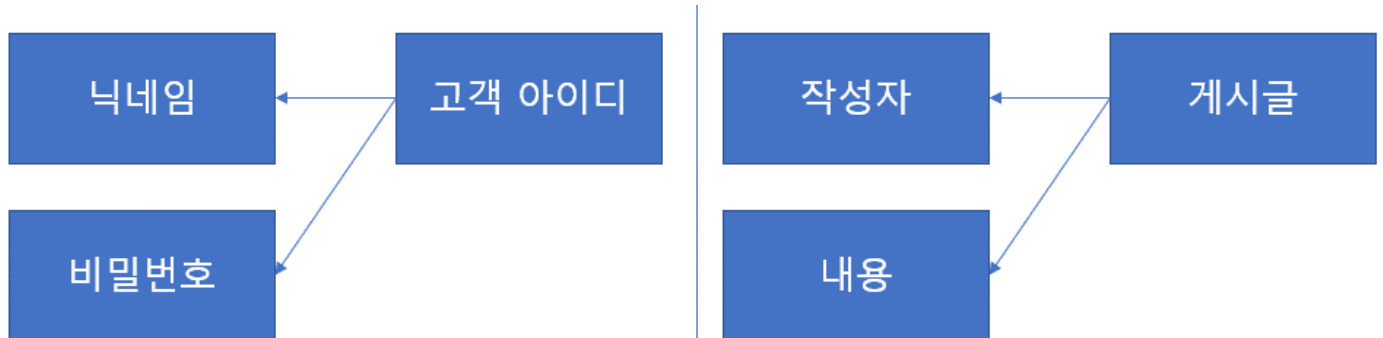 닉네임
고객 아이디
비밀번호
작성자
게시글
내용